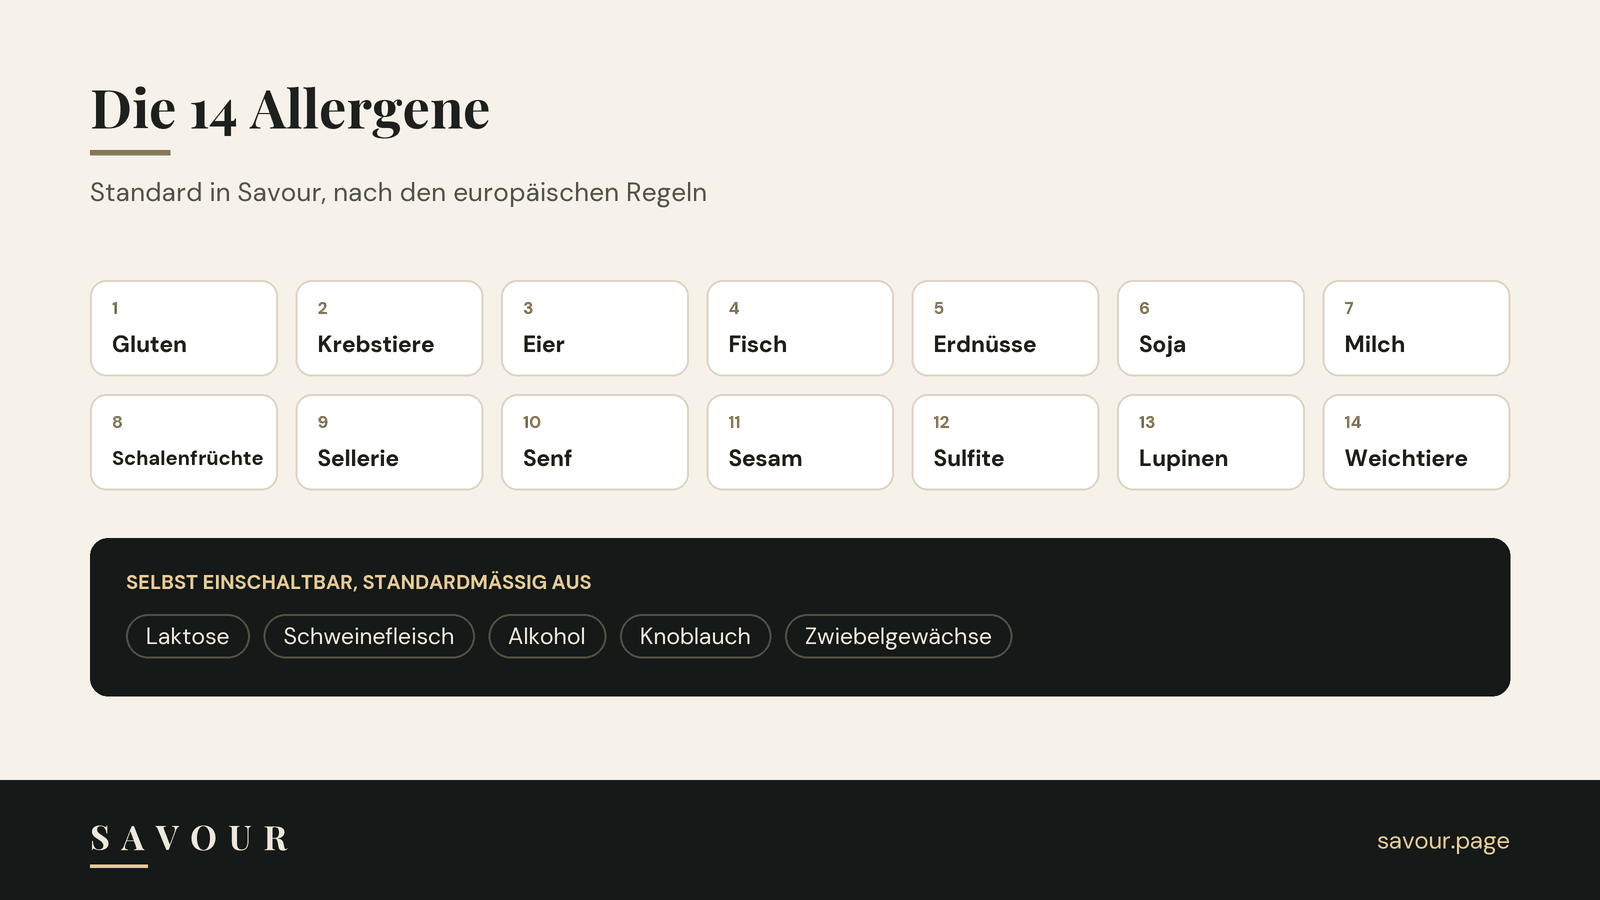 Die 14 Allergene
Standard in Savour, nach den europäischen Regeln
1
Gluten
2
Krebstiere
3
Eier
4
Fisch
5
Erdnüsse
6
Soja
7
Milch
8
Schalenfrüchte
9
Sellerie
10
Senf
11
Sesam
12
Sulfite
13
Lupinen
14
Weichtiere
SELBST EINSCHALTBAR, STANDARDMÄSSIG AUS
Laktose
Schweinefleisch
Alkohol
Knoblauch
Zwiebelgewächse
SAVOUR
savour.page